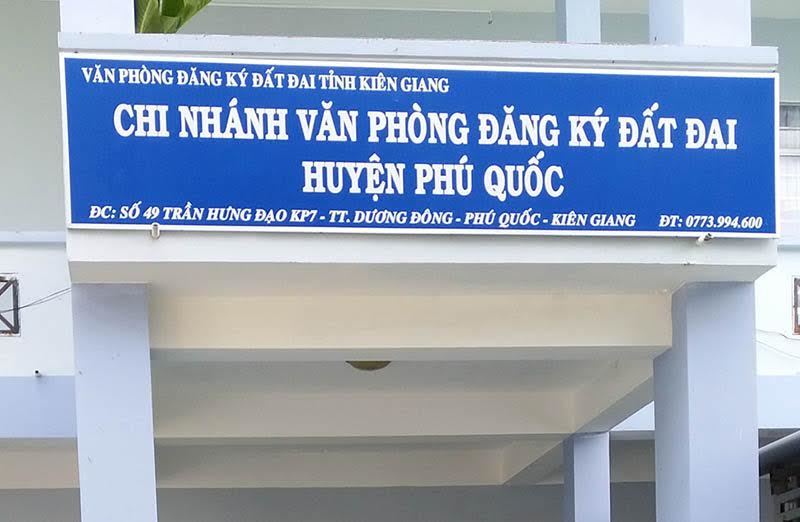 VĂN PHÒNG ĐĂNG KÝ ĐẤT ĐAI TỈNH KIÊN GIANG
CHI NHÁNH VĂN PHÒNG ĐĂNG KÝ ĐẤT ĐAI
HUYỆN PHÚ QUỐC
ĐC: SỐ 49 TRẦN HƯNG ĐẠO KP7 - TT. DƯƠNG ĐÔNG - PHÚ QUỐC - KIÊN GIANG ĐT: 0773.994.600